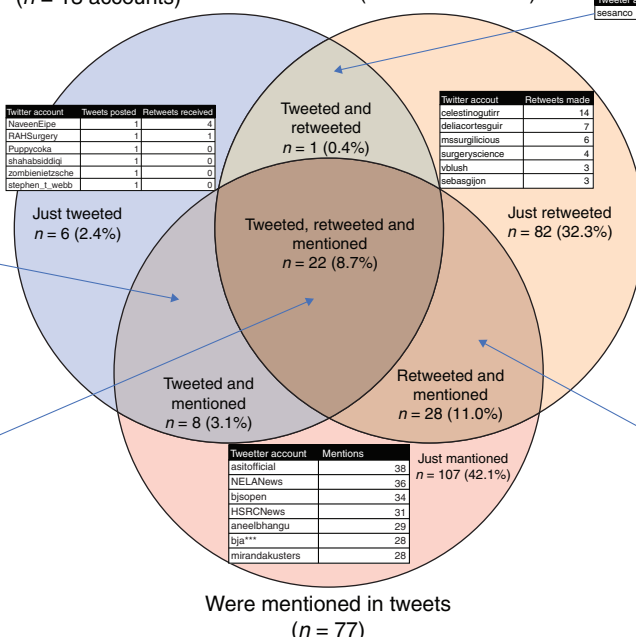 sesanco
Twitter account Tweets posted Retweets received
NaveenEipe 1 4
RAHSurgery 1 1
Puppycoka 1 0
shahabsiddiqi 1 0
zombienietzsche 1 0
stephen_t_webb 1 0
Tweeted and
retweeted
n = 1 (0.4%)
Twitter accout Retweets made
celestinogutirr 14
deliacortesguir 7
mssurgilicious 6
surgeryscience 4
vblush 3
sebasgijon 3
Just tweeted
n = 6 (2.4%)
Tweeted, retweeted and
mentioned
n = 22 (8.7%)
Just retweeted
n = 82 (32.3%)
Tweeted and
mentioned
n = 8 (3.1%)
Retweeted and
mentioned
n = 28 (11.0%)
Tweetter account Mentions
asitofficial 38
NELANews 36
bjsopen 34
HSRCNews 31
aneelbhangu 29
bja*** 28
mirandakusters 28
Just mantioned
n = 107 (42.1%)
Were mentioned in tweets
(n = 77)